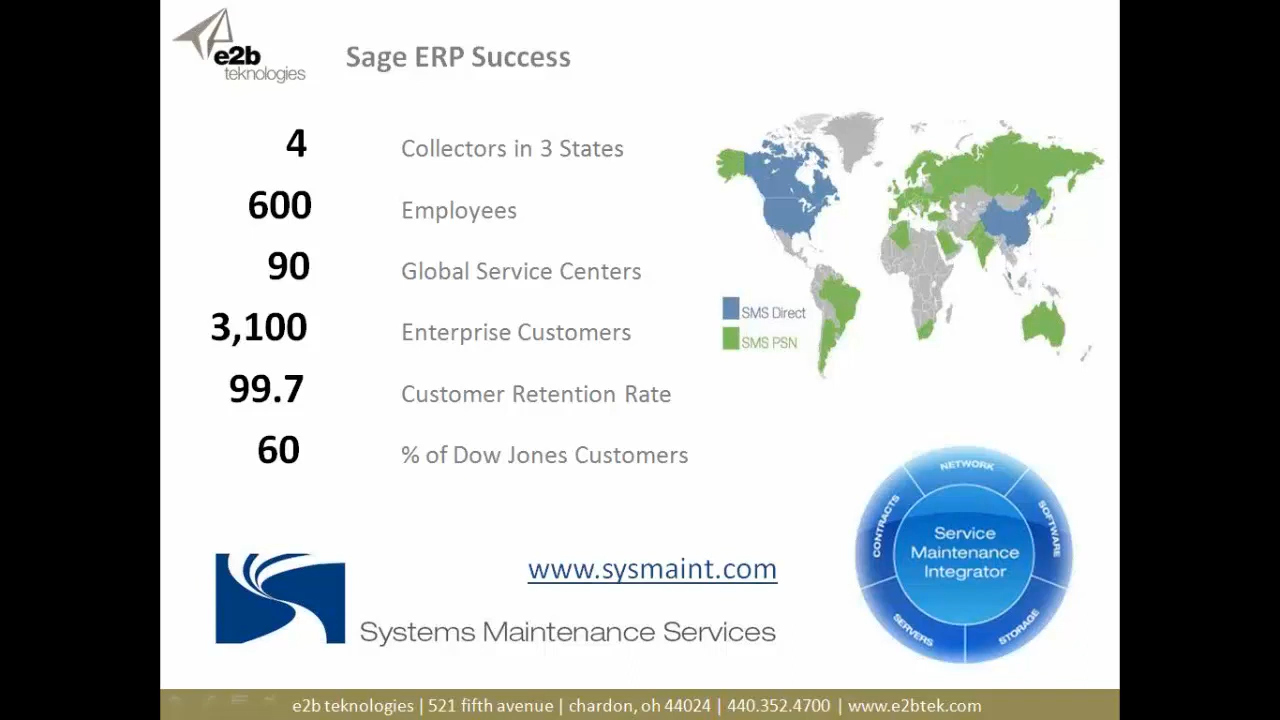 e2b
teknologies
Sage ERP Success
4 Collectors in 3 States
600 Employees
90 Global Service Centers
3,100 Enterprise Customers
99.7 Customer Retention Rate
60 % of Dow Jones Customers
SMS Direct
SMS PSN
NETWORK
SOFTWARE
STORAGE
SERVERS
CONTRACTS
Service
Maintenance
Integrator
www.sysmaint.com
Systems Maintenance Services
e2b teknologies | 521 fifth avenue | chardon, oh 44024 | 440.352.4700 | www.e2btek.com